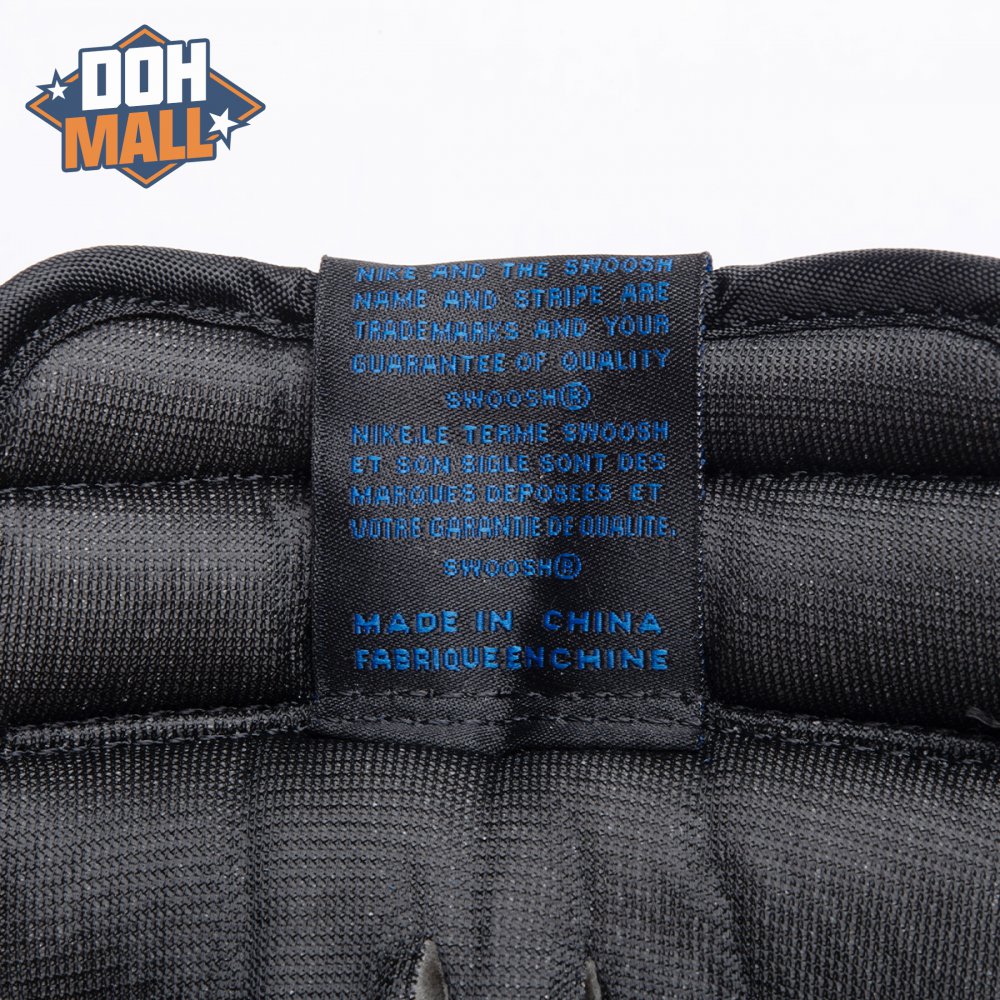 DOH
MALL
NIKE AND THE SWOOSH
NAME AND STRIPE ARE
TRADEMARKS AND YOUR
GUARANTEE OF QUALITY
SWOOSH®
NIKE,LE TERME SWOOSH
ET SON SIGLE SONT DES
MARQUES DEPOSEES ET
VOTRE GARANTIE DE QUALITE.
SWOOSH®
MADE IN CHINA
FABRIQUE EN CHINE